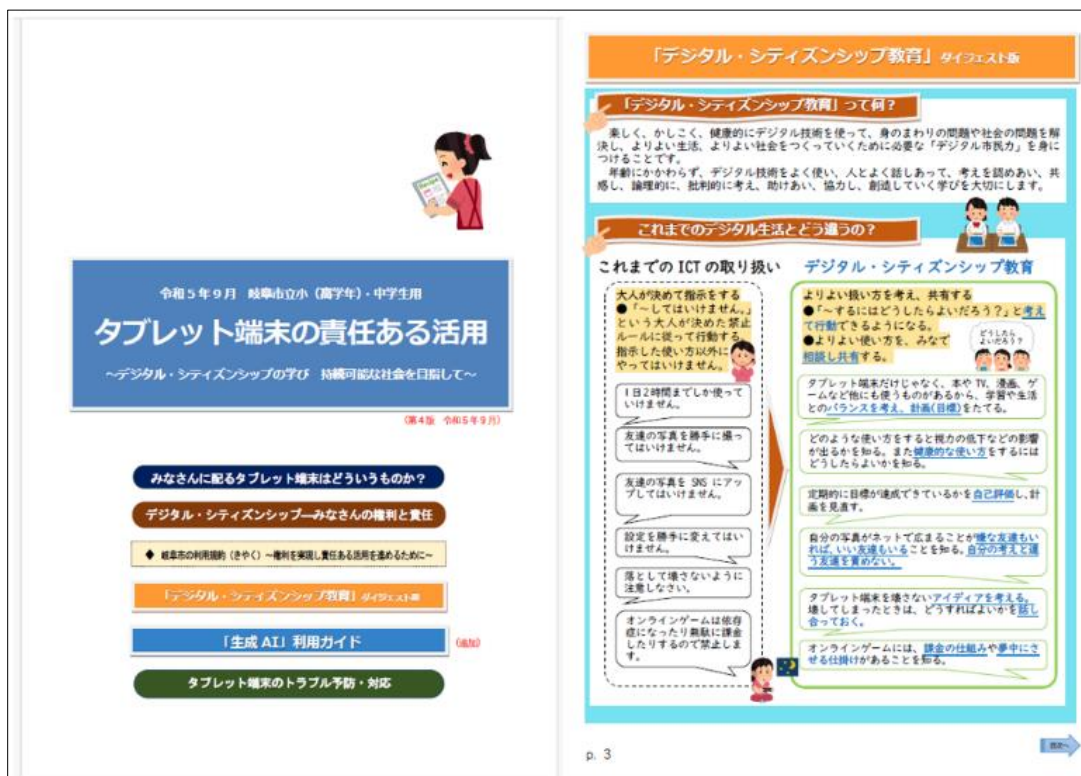 令和５年９月　岐阜市立小（高学年）・中学生用
タブレット端末の責任ある活用
～デジタル・シティズンシップの学び　持続可能な社会を目指して～
（第４版　令和５年９月）
みなさんに配るタブレット端末はどういうものか？
デジタル・シティズンシップ―みなさんの権利と責任
◆　岐阜市の利用規約（きやく）～権利を実現し責任ある活用を進めるために～
「デジタル・シティズンシップ教育」ダイジェスト版
「生成 AI」利用ガイド
（追加）
タブレット端末のトラブル予防・対応
「デジタル・シティズンシップ教育」ダイジェスト版
「デジタル・シティズンシップ教育」って何？
楽しく、かしこく、健康的にデジタル技術を使って、身のまわりの問題や社会の問題を解
決し、よりよい生活、よりよい社会をつくっていくために必要な「デジタル市民力」を身に
つけることです。
年齢にかかわらず、デジタル技術をよく使い、人とよく話しあって、考えを認めあい、共
感し、論理的に、批判的に考え、助けあい、協力し、創造していく学びを大切にします。
これまでのデジタル生活とどう違うの？
これまでの ICT の取り扱い
大人が決めて指示をする
●「～してはいけません。」
という大人が決めた禁止
ルールに従って行動する。
指示した使い方以外に
やってはいけません。
１日２時間までしか使って
いけません。
友達の写真を勝手に撮っ
てはいけません。
友達の写真を SNS にアッ
プしてはいけません。
設定を勝手に変えてはい
けません。
落として壊さないように
注意しなさい。
オンラインゲームは依存
症になったり無駄に課金
したりするので禁止しま
す。
デジタル・シティズンシップ教育
よりよい扱い方を考え、共有する
●「～するにはどうしたらよいだろう？」と考え
て行動できるようになる。
●よりよい使い方を、みなで
相談し共有する。
どうしたら
よいだろう？
タブレット端末だけじゃなく、本や TV、漫画、ゲ
ームなど他にも使うものがあるから、学習や生活
とのバランスを考え、計画（目標）をたてる。
どのような使い方をすると視力の低下などの影響
が出るかを知る。また健康的な使い方をするには
どうしたらよいかを知る。
定期的に目標が達成できているかを自己評価し、計
画を見直す。
自分の写真がネットで広まることが嫌な友達もい
れば、いい友達もいることを知る。自分の考えと違
う友達を責めない。
タブレット端末を壊さないアイディアを考える。
壊してしまったときは、どうすればよいかを話し
合っておく。
オンラインゲームには、課金の仕組みや夢中にさ
せる仕掛けがあることを知る。
p. 3
目次へ